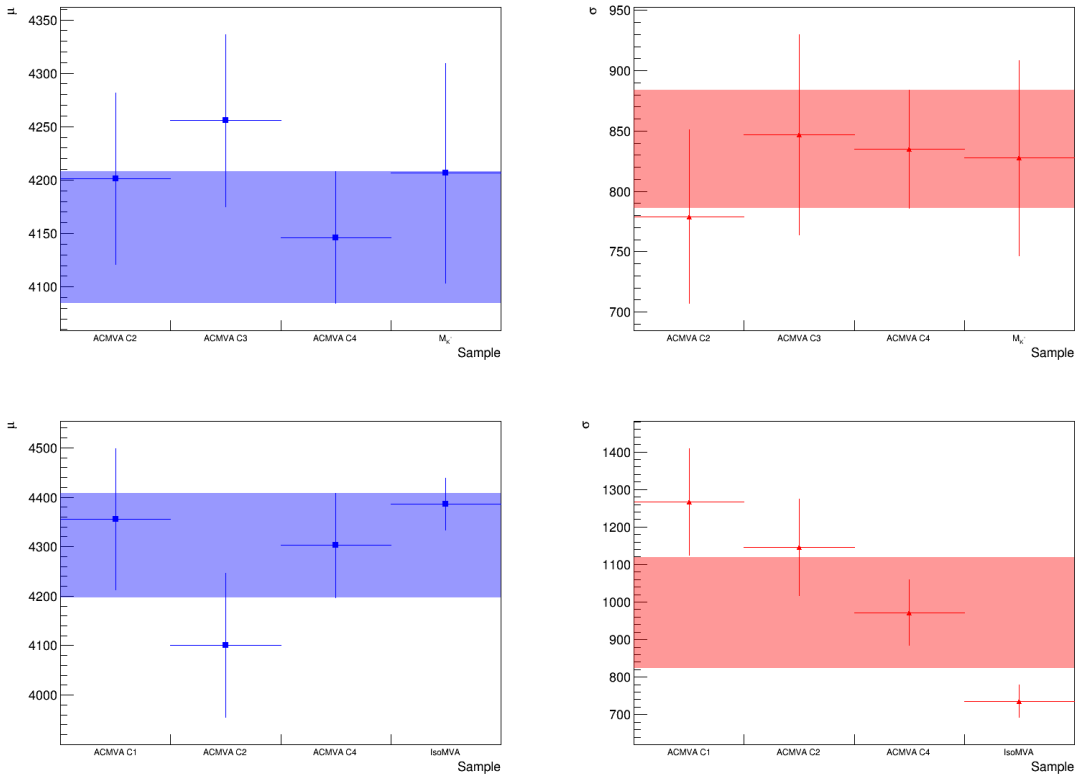 μ
4350
4300
4250
4200
4150
4100
ACMVA C2 ACMVA C3 ACMVA C4
Sample
σ
950
900
850
800
750
700
ACMVA C2 ACMVA C3 ACMVA C4
Sample
μ
4500
4400
4300
4200
4100
4000
ACMVA C1 ACMVA C2 ACMVA C4 IsoMVA
Sample
σ
1400
1300
1200
1100
1000
900
800
700
ACMVA C1 ACMVA C2 ACMVA C4 IsoMVA
Sample